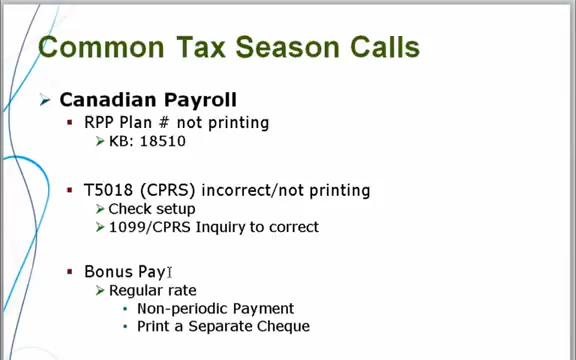 Common Tax Season Calls
Canadian Payroll
RPP Plan # not printing
KB: 18510
T5018 (CPRS) incorrect/not printing
Check setup
1099/CPRS Inquiry to correct
Bonus Pay
Regular rate
Non-periodic Payment
Print a Separate Cheque